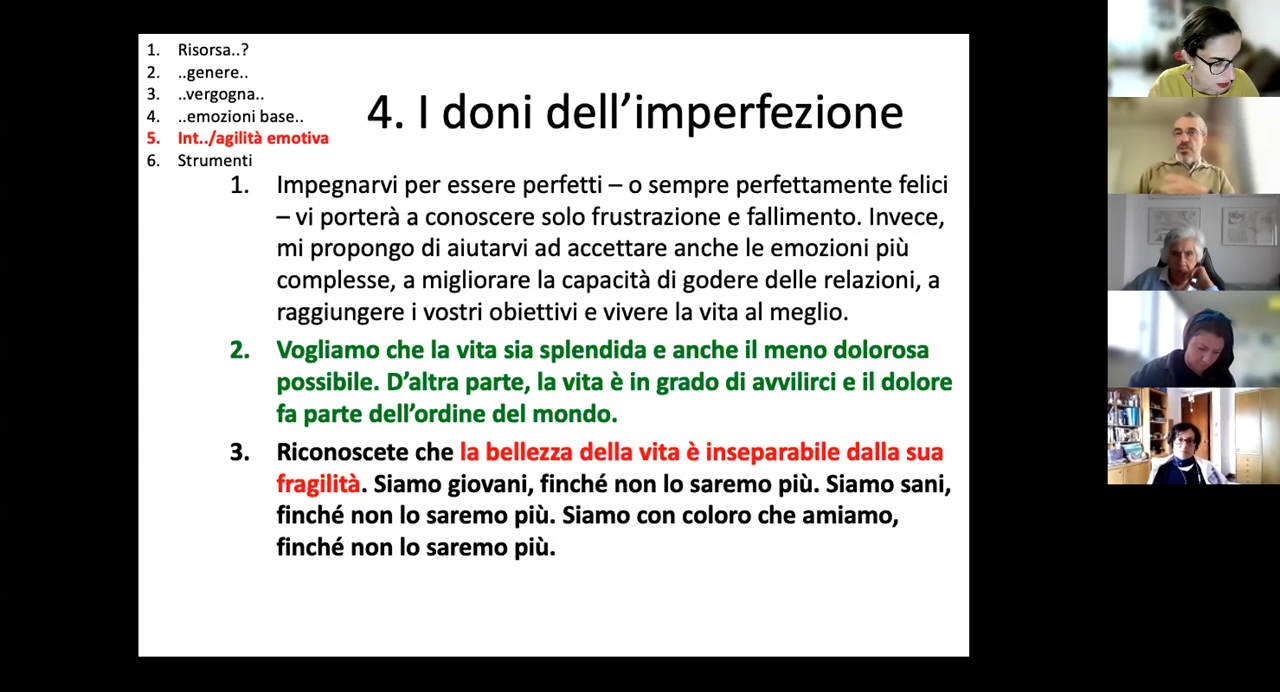 1. Risorsa..?
2. ..genere..
3. ..vergogna..
4. ..emozioni base..
5. Int../agilità emotiva
6. Strumenti
4. I doni dell’imperfezione
1. Impegnarvi per essere perfetti – o sempre perfettamente felici
– vi porterà a conoscere solo frustrazione e fallimento. Invece,
mi propongo di aiutarvi ad accettare anche le emozioni più
complesse, a migliorare la capacità di godere delle relazioni, a
raggiungere i vostri obiettivi e vivere la vita al meglio.
2. Vogliamo che la vita sia splendida e anche il meno dolorosa
possibile. D’altra parte, la vita è in grado di avvilirci e il dolore
fa parte dell’ordine del mondo.
3. Riconoscete che la bellezza della vita è inseparabile dalla sua
fragilità. Siamo giovani, finché non lo saremo più. Siamo sani,
finché non lo saremo più. Siamo con coloro che amiamo,
finché non lo saremo più.